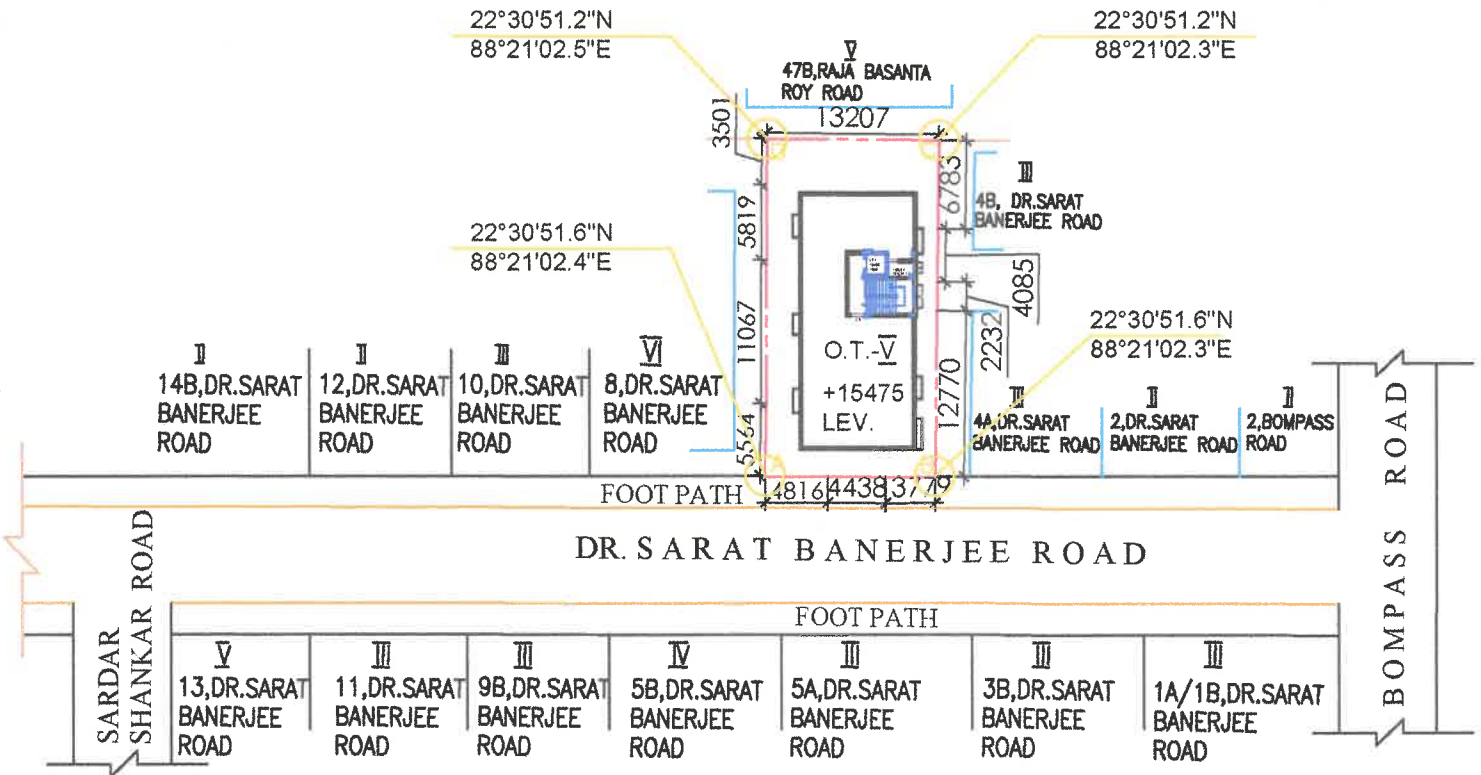 22°30'51.2"N
88°21'02.5"E
22°30'51.2"N
88°21'02.3"E
V
47B,RAJA BASANTA
ROY ROAD
13207
3501
6783
III
4B, DR.SARAT
BANERJEE ROAD
5819
22°30'51.6"N
88°21'02.4"E
4085
2232
11067
22°30'51.6"N
88°21'02.3"E
O.T.-V
+15475
LEV.
12770
5564
II
14B,DR.SARAT
BANERJEE
ROAD
II
12,DR.SARAT
BANERJEE
ROAD
III
10,DR.SARAT
BANERJEE
ROAD
VI
8,DR.SARAT
BANERJEE
ROAD
III
4A,DR.SARAT
BANERJEE ROAD
II
2,DR.SARAT
BANERJEE ROAD
II
2,BOMPASS
ROAD
FOOT PATH
4816
4438
3779
DR. SARAT BANERJEE ROAD
BOMPASS ROAD
SARDAR
SHANKAR ROAD
FOOT PATH
V
13,DR.SARAT
BANERJEE
ROAD
III
11,DR.SARAT
BANERJEE
ROAD
III
9B,DR.SARAT
BANERJEE
ROAD
IV
5B,DR.SARAT
BANERJEE
ROAD
III
5A,DR.SARAT
BANERJEE
ROAD
III
3B,DR.SARAT
BANERJEE
ROAD
III
1A/1B,DR.SARAT
BANERJEE
ROAD